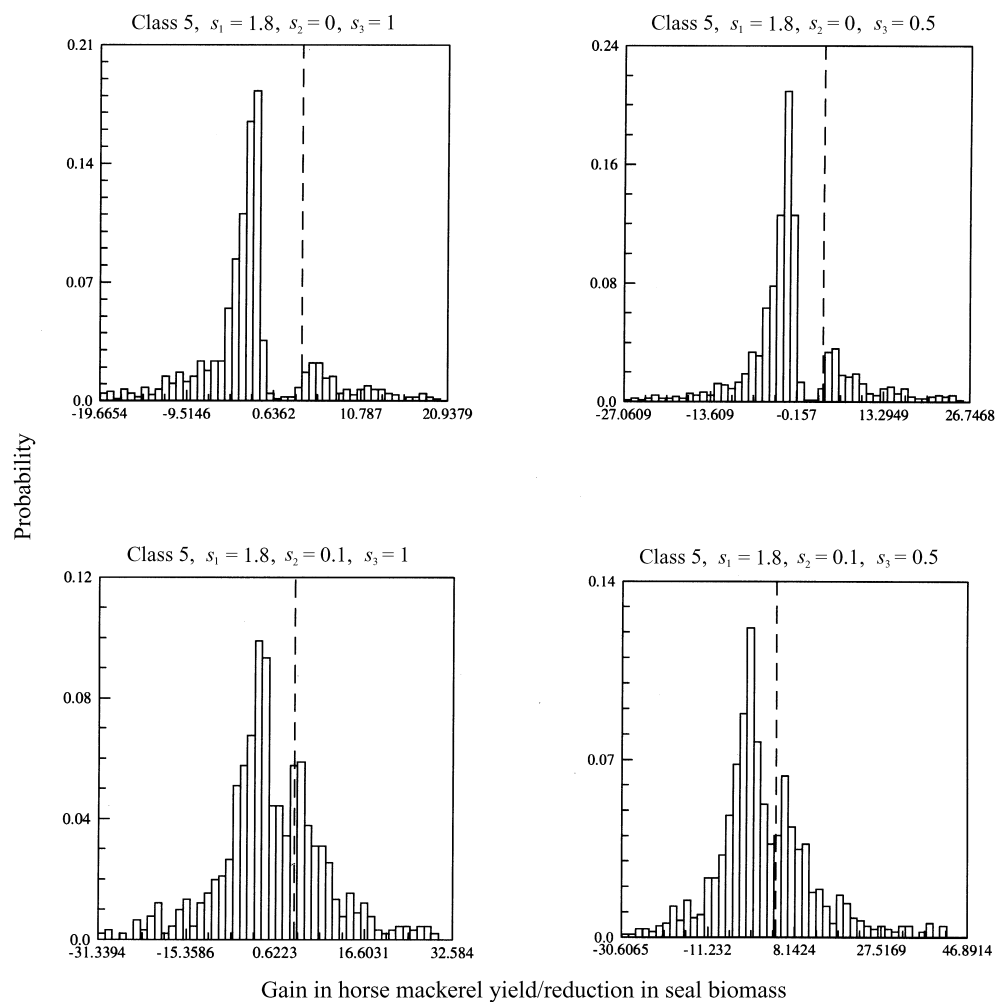 Class 5, s₁ = 1.8, s₂ = 0, s₃ = 1
0.21
0.14
0.07
0.0
-19.6654 -9.5146 0.6362 10.787 20.9379
Class 5, s₁ = 1.8, s₂ = 0, s₃ = 0.5
0.24
0.16
0.08
0.0
-27.0609 -13.609 -0.157 13.2949 26.7468
Probability
Class 5, s₁ = 1.8, s₂ = 0.1, s₃ = 1
0.12
0.08
0.04
0.0
-31.3394 -15.3586 0.6223 16.6031 32.584
Class 5, s₁ = 1.8, s₂ = 0.1, s₃ = 0.5
0.14
0.07
0.0
-30.6065 -11.232 8.1424 27.5169 46.8914
Gain in horse mackerel yield/reduction in seal biomass